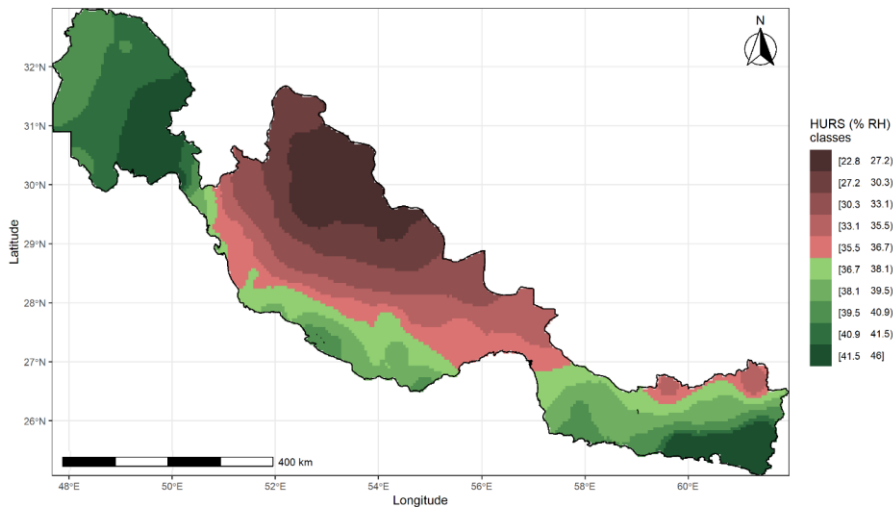 N
32°N
31°N
30°N
29°N
28°N
27°N
26°N
Latitude
400 km
48°E 50°E 52°E 54°E 56°E 58°E 60°E
Longitude
HURS (% RH)
classes
[22.8 27.2)
[27.2 30.3)
[30.3 33.1)
[33.1 35.5)
[35.5 36.7)
[36.7 38.1)
[38.1 39.5)
[39.5 40.9)
[40.9 41.5)
[41.5 46]